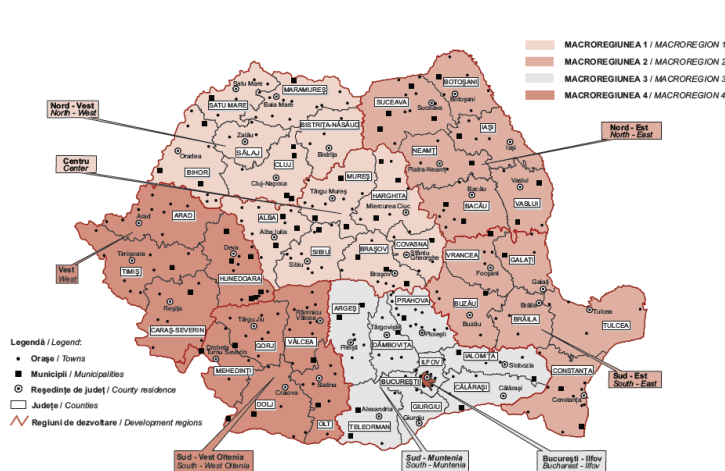 MACROREGIUNEA 1 / MACROREGION 1
MACROREGIUNEA 2 / MACROREGION 2
MACROREGIUNEA 3 / MACROREGION 3
MACROREGIUNEA 4 / MACROREGION 4
Nord - Vest
North - West
Centru
Center
Vest
West
Nord - Est
North - East
Sud - Est
South - East
Sud - Vest Oltenia
South - West Oltenia
Sud - Muntenia
South - Muntenia
București - Ilfov
Bucharest - Ilfov
Satu Mare
SATU MARE
MARAMUREȘ
Baia Mare
BISTRIȚA-NĂSĂUD
Bistrița
Zalău
SĂLAJ
CLUJ
Cluj-Napoca
Oradea
BIHOR
BOTOȘANI
Botoșani
SUCEAVA
Suceava
IAȘI
Iași
NEAMȚ
Piatra-Neamț
Bacău
BACĂU
Vaslui
VASLUI
MUREȘ
Târgu Mureș
HARGHITA
Miercurea Ciuc
ALBA
Alba Iulia
SIBIU
Sibiu
BRAȘOV
Brașov
COVASNA
Sfântu
Gheorghe
ARAD
Arad
Timișoara
TIMIȘ
Deva
HUNEDOARA
Reșița
CARAȘ-SEVERIN
VRANCEA
Focșani
GALAȚI
Galați
BUZĂU
Buzău
Brăila
BRĂILA
Tulcea
TULCEA
CONSTANȚA
Constanța
Târgu Jiu
GORJ
Râmnicu
Vâlcea
VÂLCEA
Drobeta
Turnu Severin
MEHEDINȚI
Craiova
DOLJ
Slatina
OLT
ARGEȘ
Pitești
PRAHOVA
Ploiești
Târgoviște
DÂMBOVIȚA
ILFOV
BUCUREȘTI
IALOMIȚA
Slobozia
CĂLĂRAȘI
Călărași
GIURGIU
Giurgiu
Alexandria
TELEORMAN
Legendă / Legend:
Orașe / Towns
Municipii / Municipalities
Reședințe de județ / County residence
Județe / Counties
Regiuni de dezvoltare / Development regions